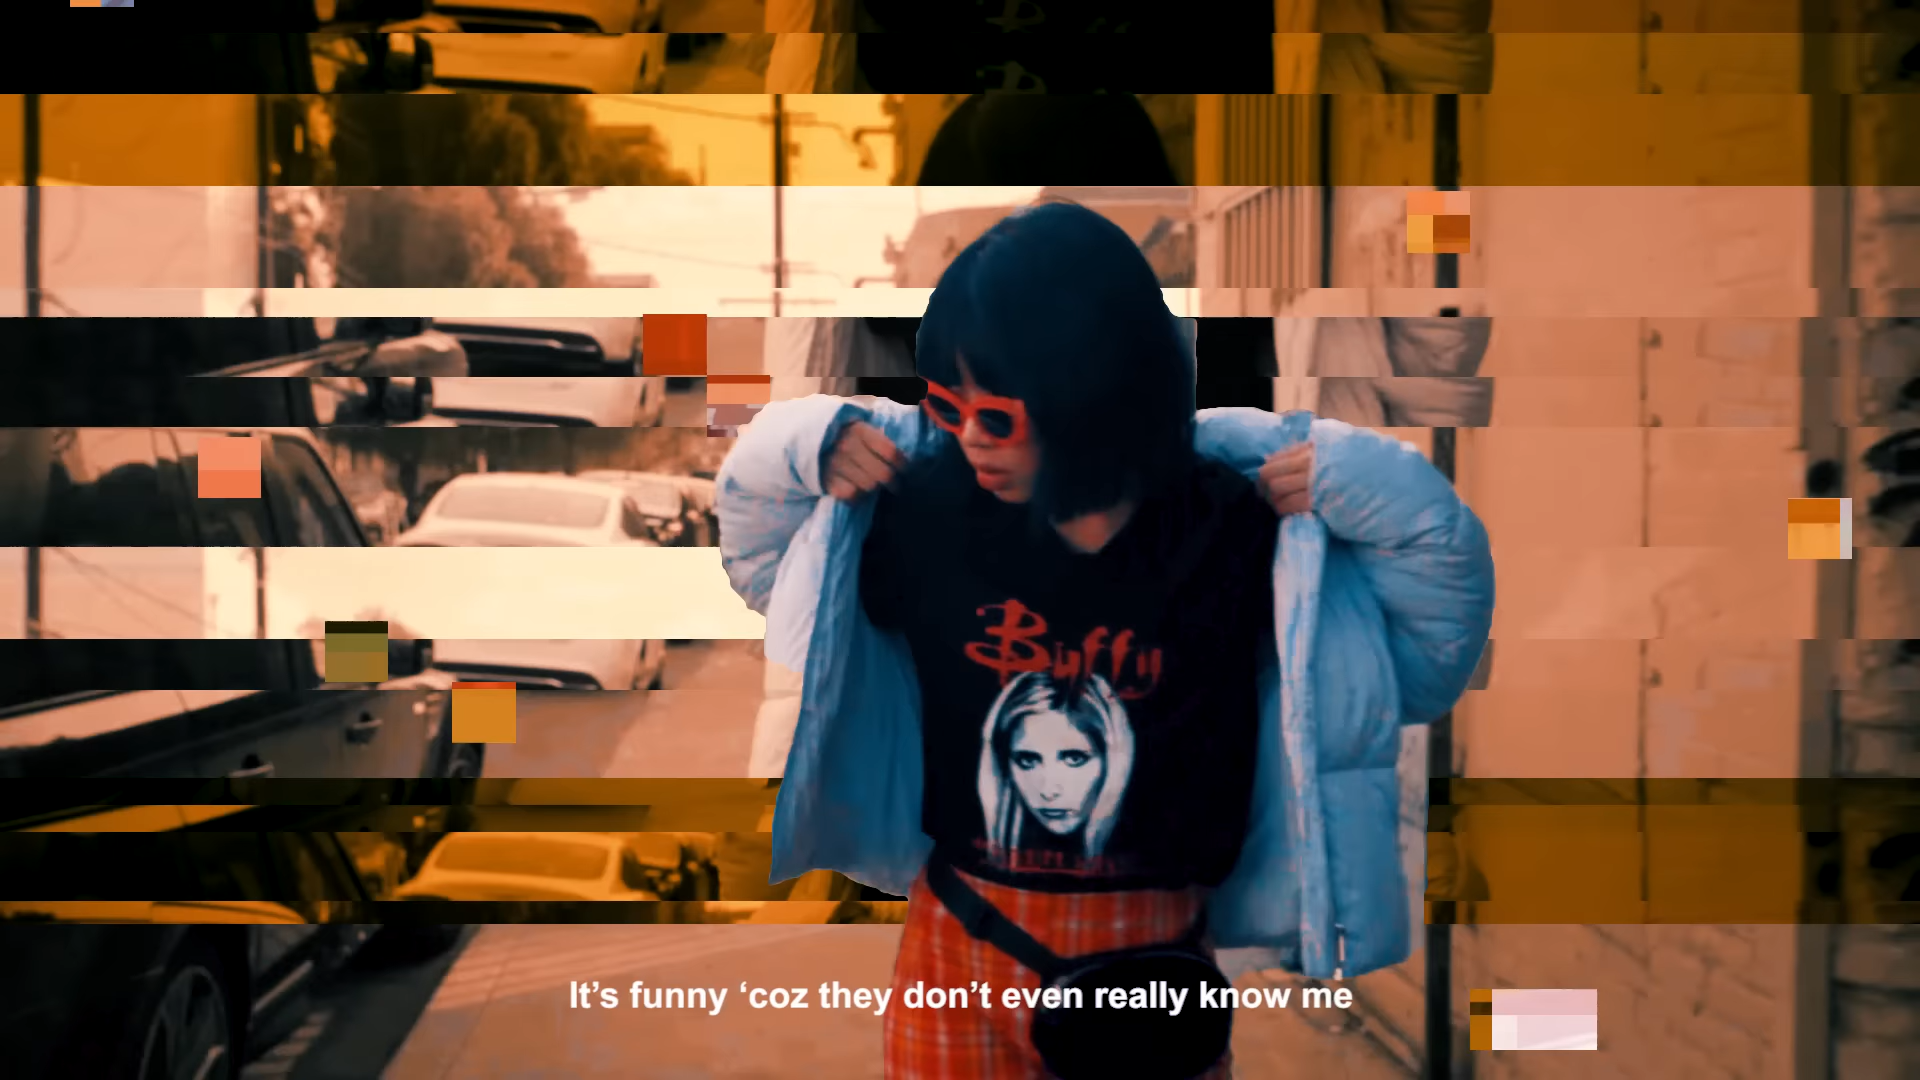 Buffy
It’s funny ‘coz they don’t even really know me